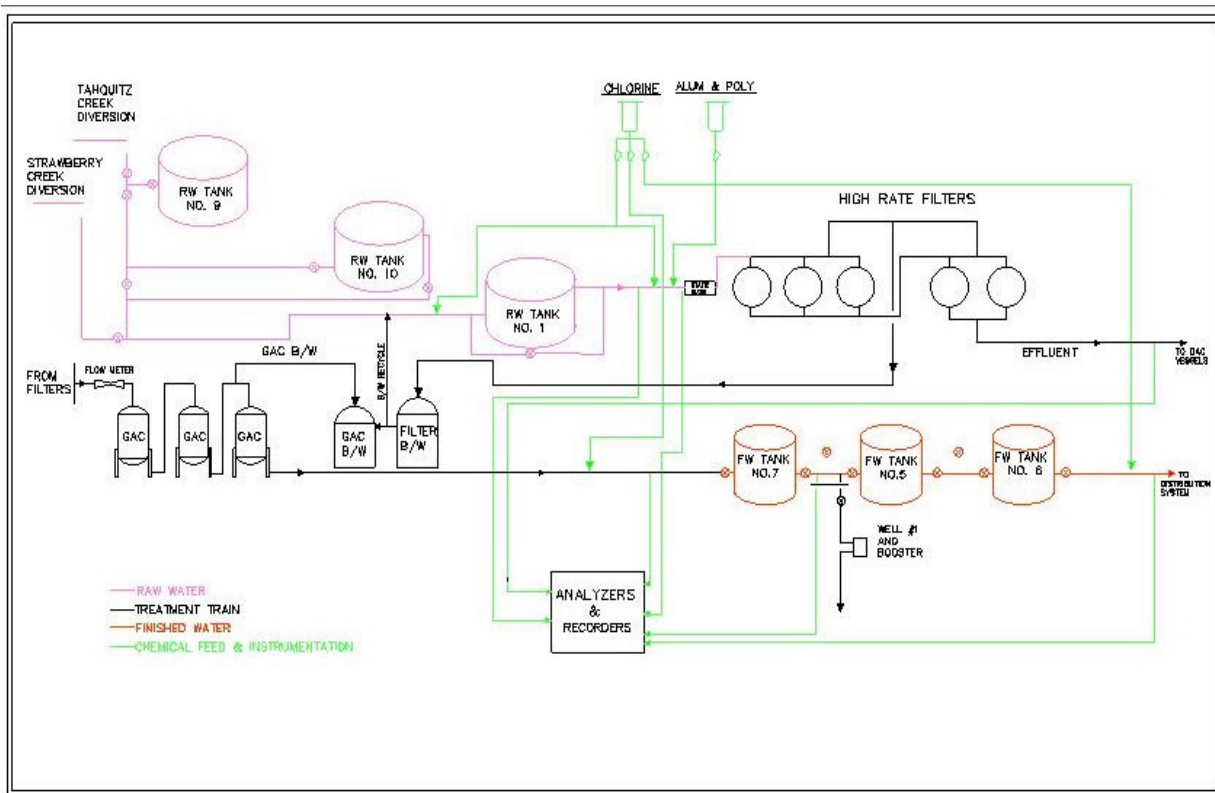 TAHQUITZ
CREEK
DIVERSION
STRAWBERRY
CREEK
DIVERSION
RW TANK
NO. 9
RW TANK
NO. 10
RW TANK
NO. 1
CHLORINE
ALUM & POLY
HIGH RATE FILTERS
EFFLUENT
TO GAC
VESSELS
FROM
FILTERS
FLOW METER
GAC B/W
B/W RECYCLE
GAC
GAC
GAC
GAC
B/W
FILTER
B/W
FW TANK
NO.7
FW TANK
NO.5
FW TANK
NO. 6
TO
DISTRIBUTION
SYSTEM
WELL #1
AND
BOOSTER
ANALYZERS
&
RECORDERS
RAW WATER
TREATMENT TRAIN
FINISHED WATER
CHEMICAL FEED & INSTRUMENTATION